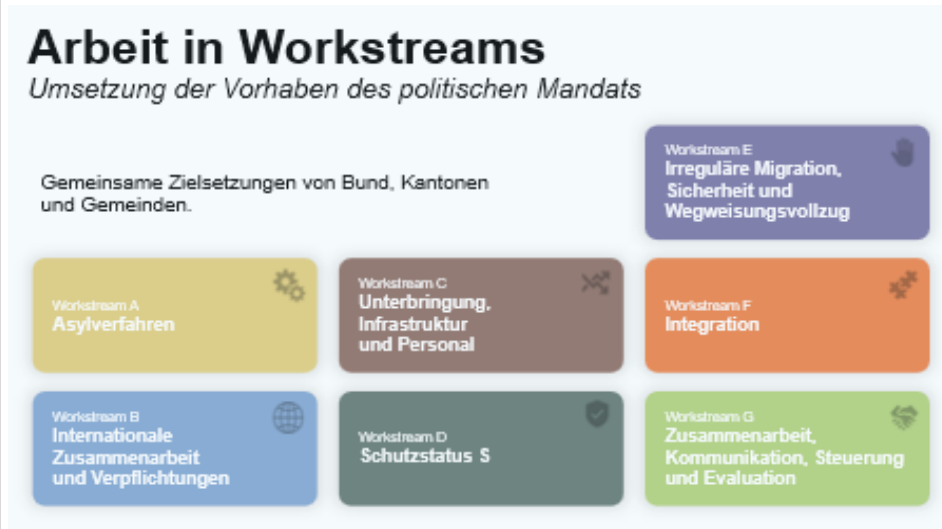 Arbeit in Workstreams
Umsetzung der Vorhaben des politischen Mandats
Gemeinsame Zielsetzungen von Bund, Kantonen
und Gemeinden.
Workstream A
Asylverfahren
Workstream B
Internationale
Zusammenarbeit
und Verpflichtungen
Workstream C
Unterbringung,
Infrastruktur
und Personal
Workstream D
Schutzstatus S
Workstream E
Irreguläre Migration,
Sicherheit und
Wegweisungsvollzug
Workstream F
Integration
Workstream G
Zusammenarbeit,
Kommunikation, Steuerung
und Evaluation